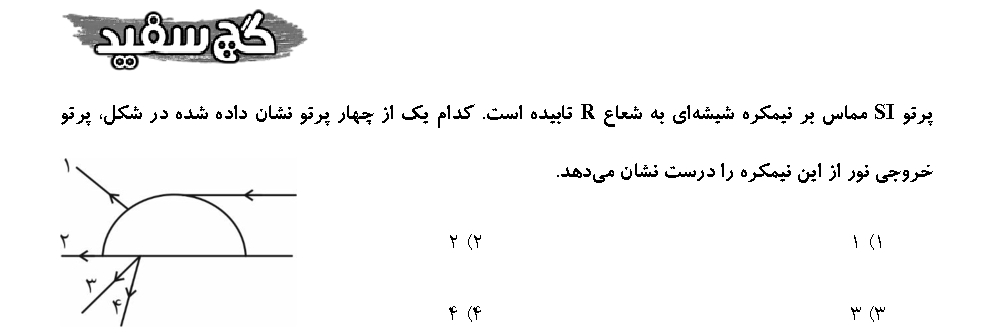 گچ سفید
پرتو SI مماس بر نیمکره شیشه‌ای به شعاع R تابیده است. کدام یک از چهار پرتو نشان داده شده در شکل، پرتو
خروجی نور از این نیمکره را درست نشان می‌دهد.
۱
۲
۳
۴
۱) ۱
۲) ۲
۳) ۳
۴) ۴